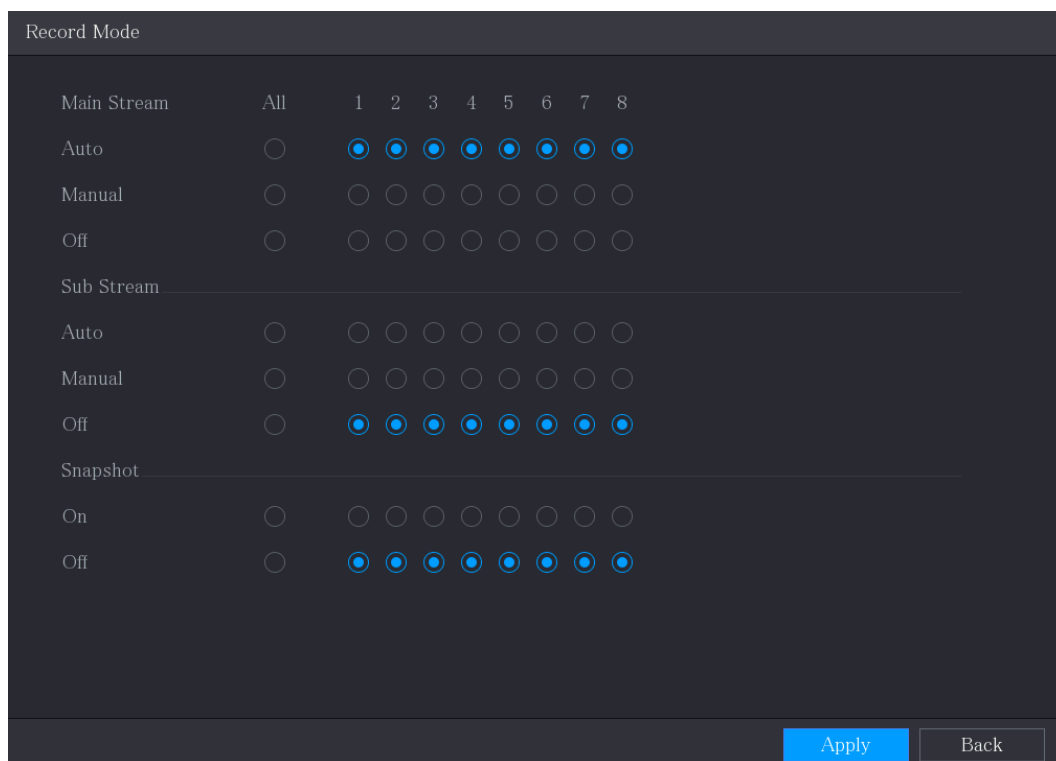 Record Mode
Main Stream All 1 2 3 4 5 6 7 8
Auto
Manual
Off
Sub Stream
Auto
Manual
Off
Snapshot
On
Off
Apply Back